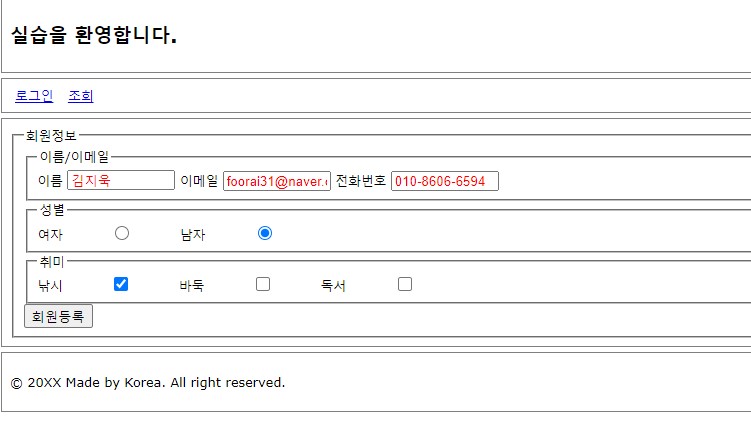 실습을 환영합니다.
로그인 조회
회원정보
이름/이메일
이름 김지욱 이메일 foorai31@naver. 전화번호 010-8606-6594
성별
여자 남자
취미
낚시 바둑 독서
회원등록
© 20XX Made by Korea. All right reserved.